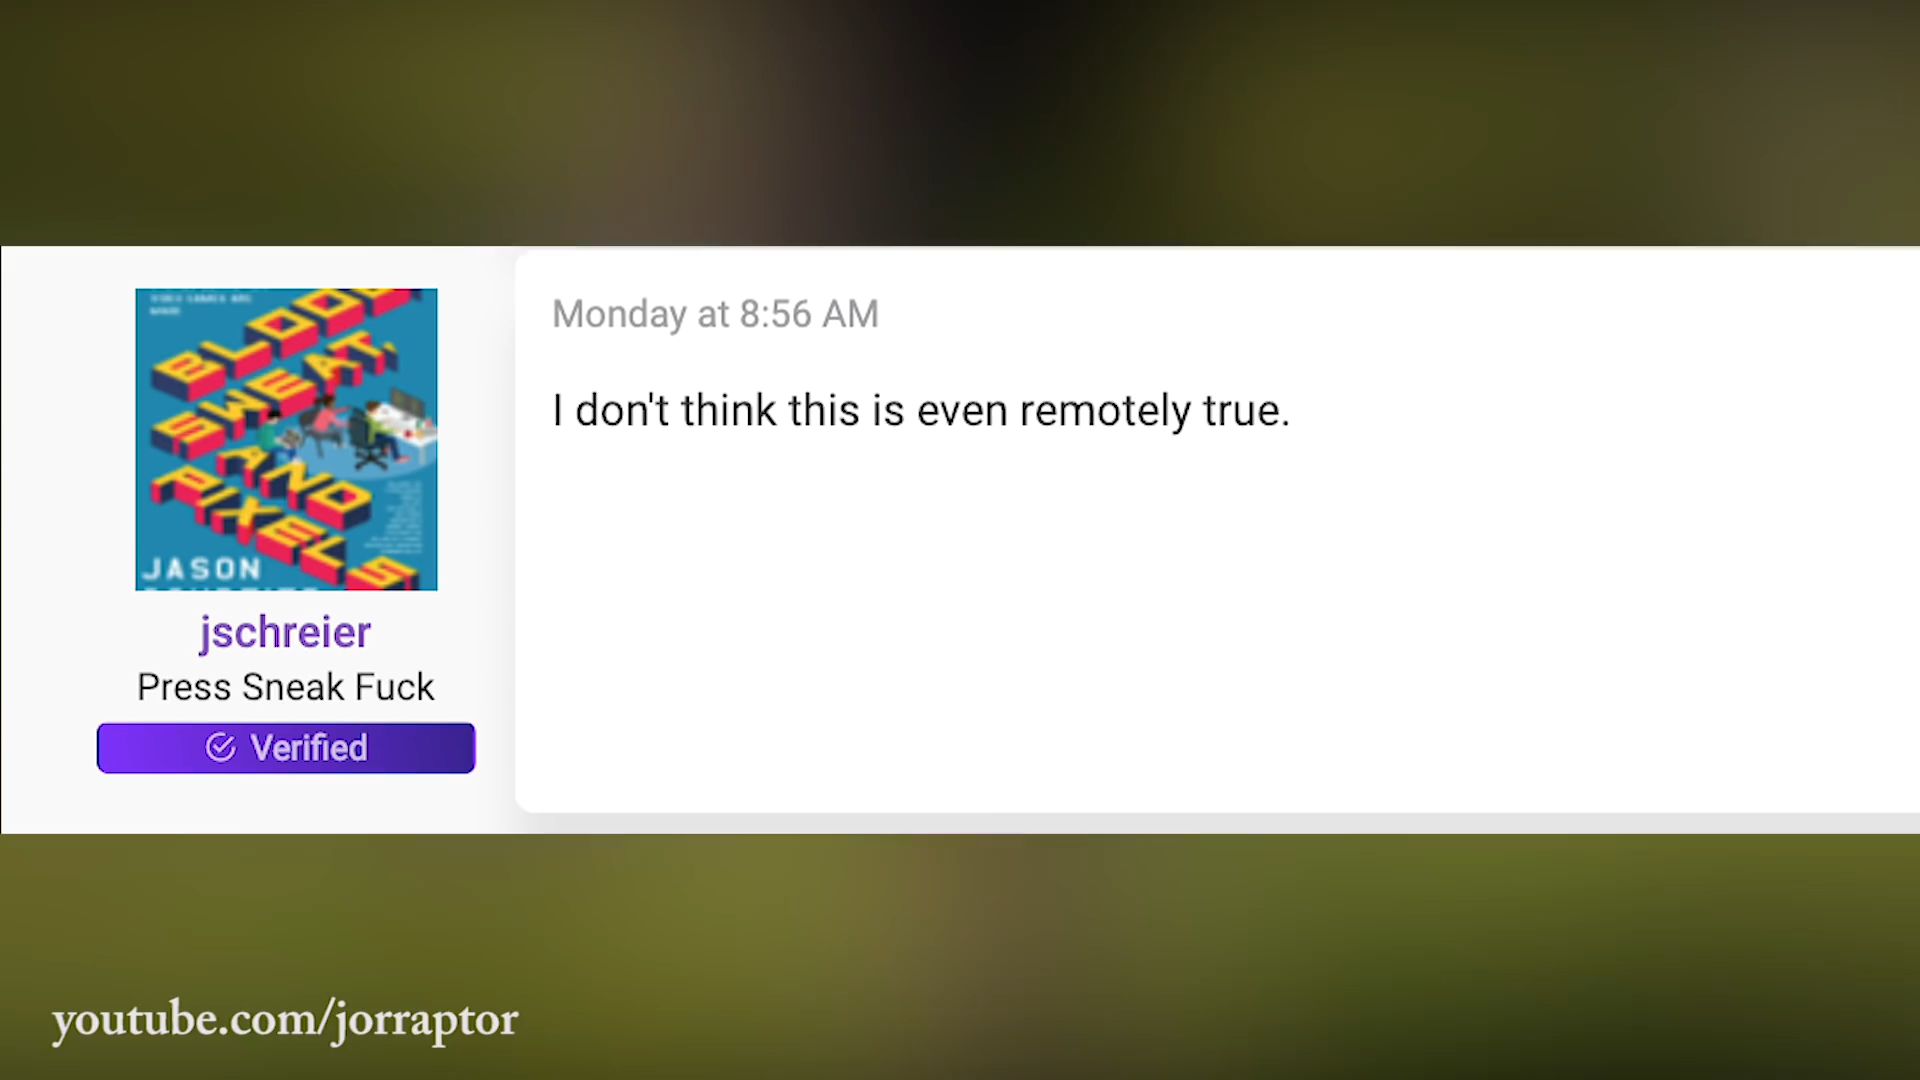 BLOOD,
SWEAT,
AND
PIXELS
JASON
jschreier
Press Sneak Fuck
Verified
Monday at 8:56 AM
I don't think this is even remotely true.
youtube.com/jorraptor